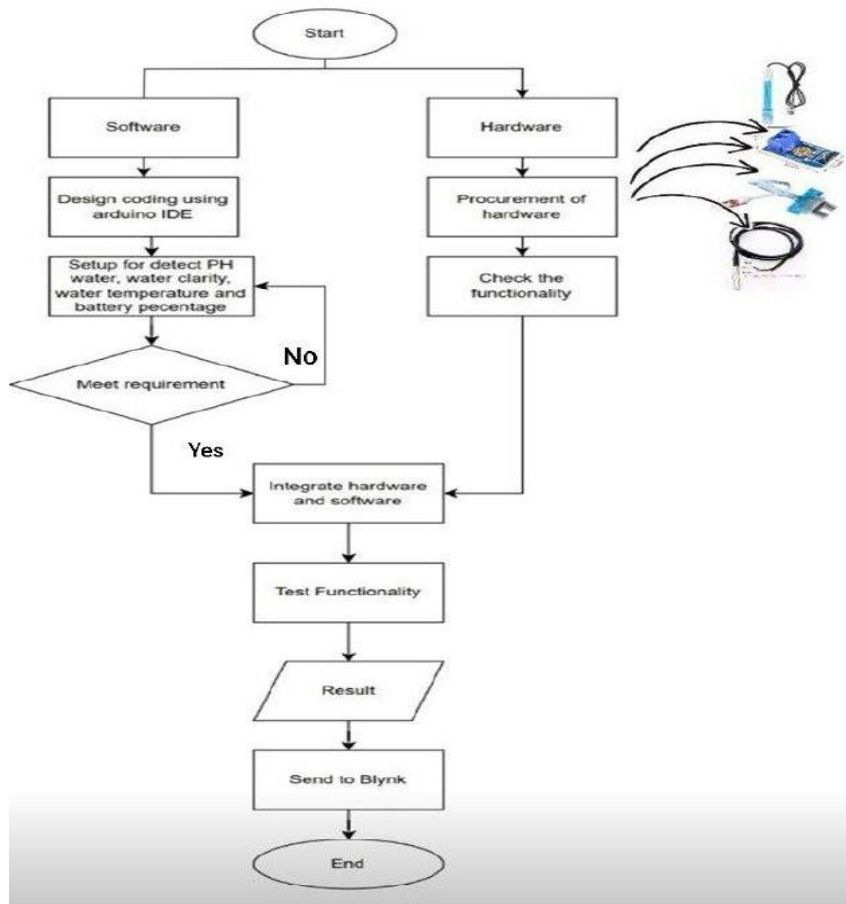 Start
Software
Hardware
Design coding using
arduino IDE
Procurement of
hardware
Setup for detect PH
water, water clarity,
water temperature and
battery pecentage
Check the
functionality
No
Meet requirement
Yes
Integrate hardware
and software
Test Functionality
Result
Send to Blynk
End